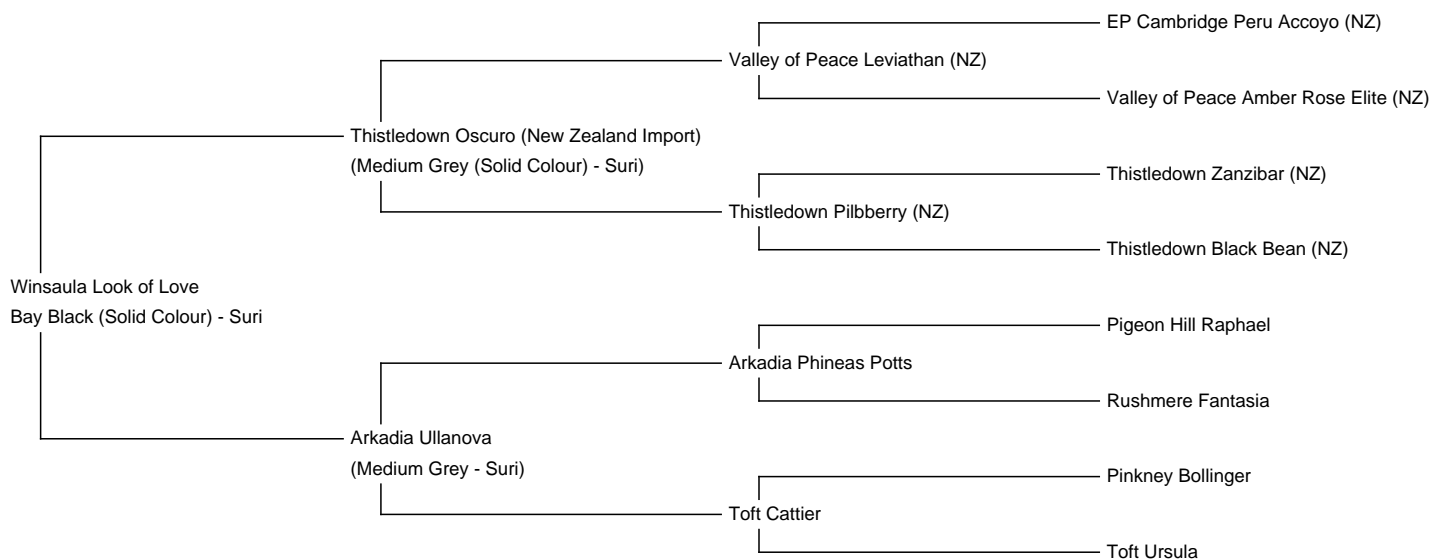 EP Cambridge Peru Accoyo (NZ)
Valley of Peace Leviathan (NZ)
Valley of Peace Amber Rose Elite (NZ)
Thistledown Oscuro (New Zealand Import)
(Medium Grey (Solid Colour) - Suri)
Thistledown Zanzibar (NZ)
Thistledown Pilbberry (NZ)
Thistledown Black Bean (NZ)
Winsaula Look of Love
Bay Black (Solid Colour) - Suri
Pigeon Hill Raphael
Arkadia Phineas Potts
Rushmere Fantasia
Arkadia Ullanova
(Medium Grey - Suri)
Pinkney Bollinger
Toft Cattier
Toft Ursula